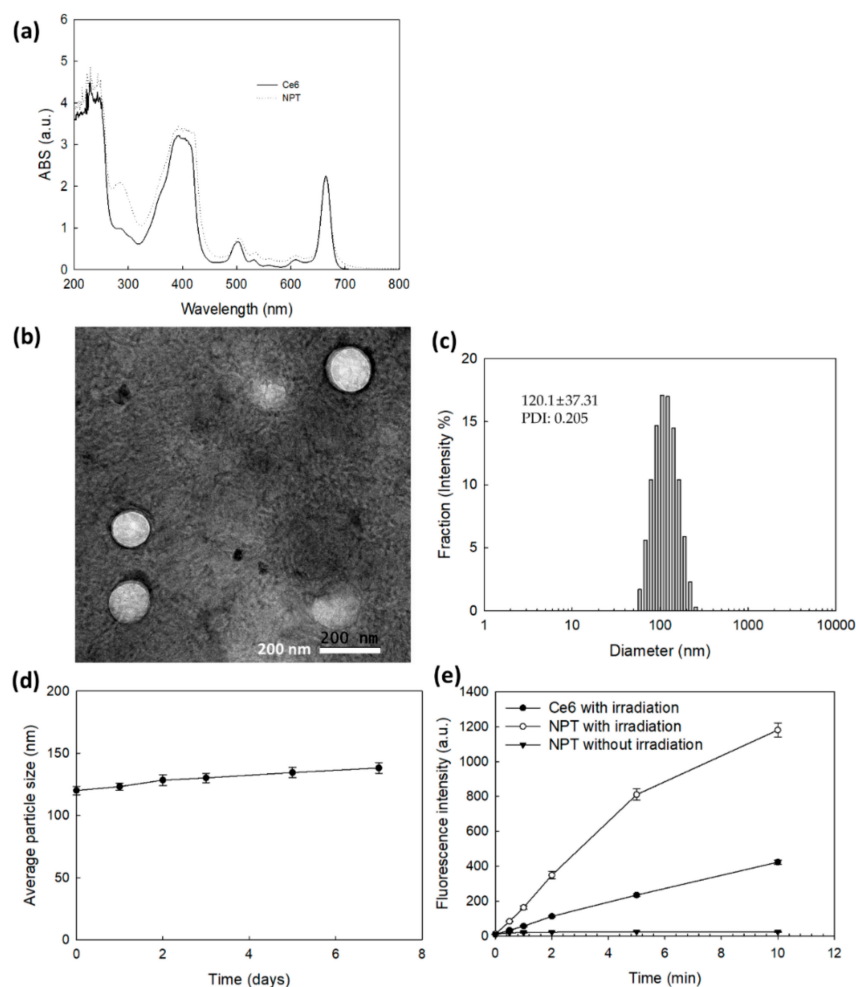 (a)
6
5
4
3
2
1
0
ABS (a.u.)
Ce6
NPT
200 300 400 500 600 700 800
Wavelength (nm)
(b)
200 nm
200 nm
(c)
20
15
10
5
0
Fraction (Intensity %)
120.1±37.31
PDI: 0.205
1 10 100 1000 10000
Diameter (nm)
(d)
200
150
100
50
0
Average particle size (nm)
0 2 4 6 8
Time (days)
(e)
1400
1200
1000
800
600
400
200
0
Fluorescence intensity (a.u.)
Ce6 with irradiation
NPT with irradiation
NPT without irradiation
0 2 4 6 8 10 12
Time (min)